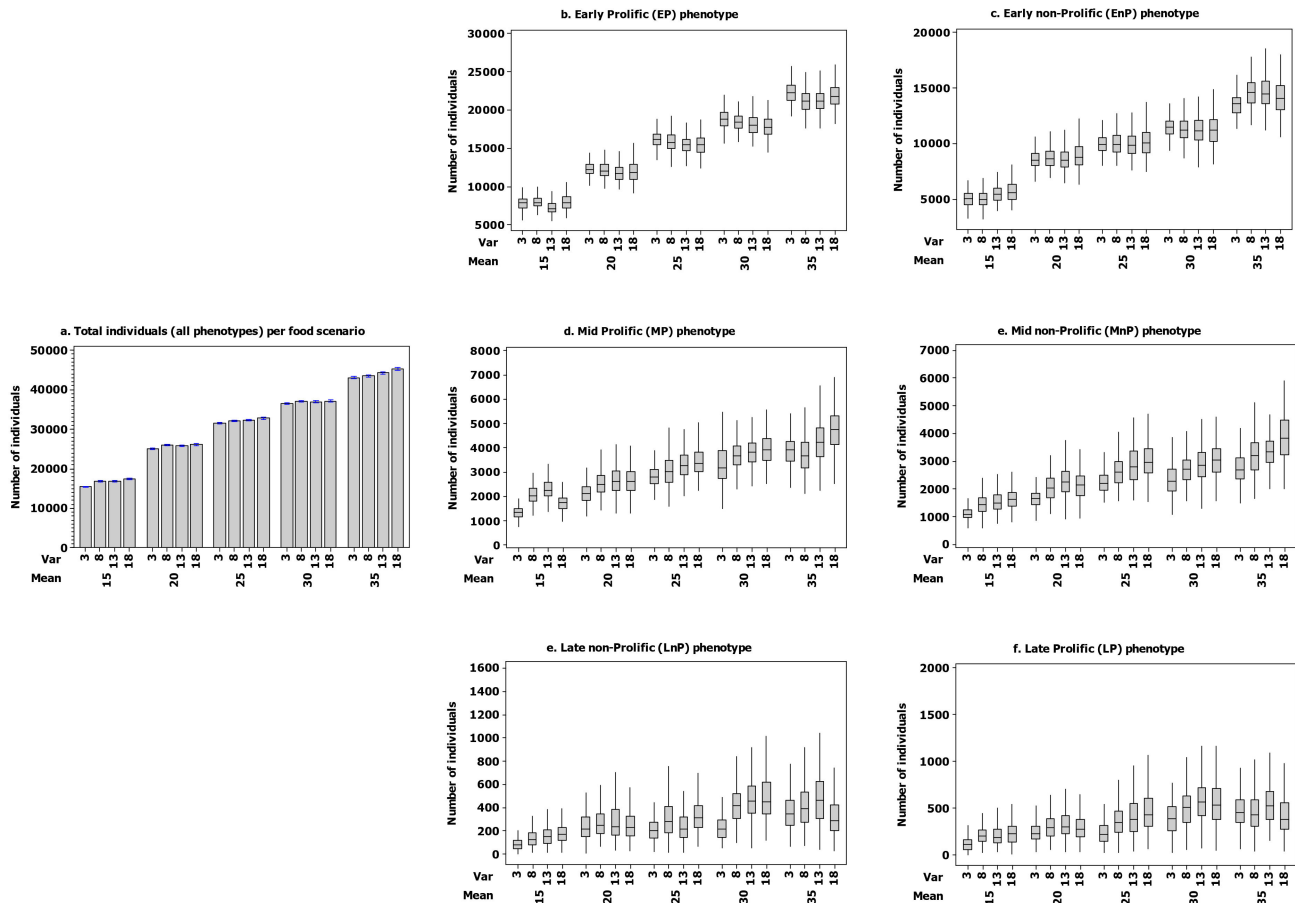 b. Early Prolific (EP) phenotype
Number of individuals
30000
25000
20000
15000
10000
5000
Var 3 8 13 18 3 8 13 18 3 8 13 18 3 8 13 18 3 8 13 18
Mean 15 20 25 30 35
c. Early non-Prolific (EnP) phenotype
Number of individuals
20000
15000
10000
5000
Var 3 8 13 18 3 8 13 18 3 8 13 18 3 8 13 18 3 8 13 18
Mean 15 20 25 30 35
a. Total individuals (all phenotypes) per food scenario
Number of individuals
50000
40000
30000
20000
10000
0
Var 3 8 13 18 3 8 13 18 3 8 13 18 3 8 13 18 3 8 13 18
Mean 15 20 25 30 35
d. Mid Prolific (MP) phenotype
Number of individuals
8000
7000
6000
5000
4000
3000
2000
1000
0
Var 3 8 13 18 3 8 13 18 3 8 13 18 3 8 13 18 3 8 13 18
Mean 15 20 25 30 35
e. Mid non-Prolific (MnP) phenotype
Number of individuals
7000
6000
5000
4000
3000
2000
1000
0
Var 3 8 13 18 3 8 13 18 3 8 13 18 3 8 13 18 3 8 13 18
Mean 15 20 25 30 35
e. Late non-Prolific (LnP) phenotype
Number of individuals
1600
1400
1200
1000
800
600
400
200
0
Var 3 8 13 18 3 8 13 18 3 8 13 18 3 8 13 18 3 8 13 18
Mean 15 20 25 30 35
f. Late Prolific (LP) phenotype
Number of individuals
2000
1500
1000
500
0
Var 3 8 13 18 3 8 13 18 3 8 13 18 3 8 13 18 3 8 13 18
Mean 15 20 25 30 35